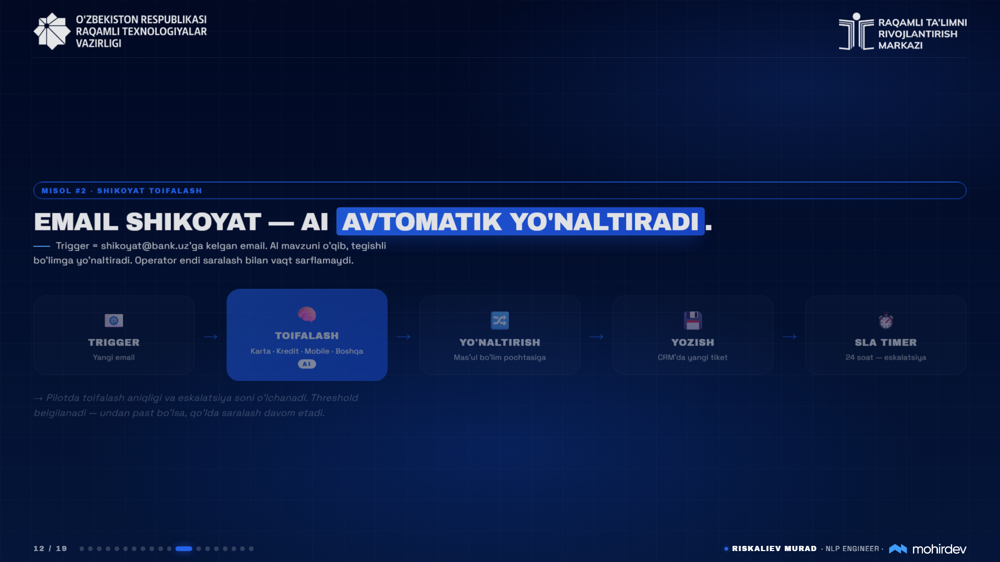 O'ZBEKISTON RESPUBLIKASI
RAQAMLI TEXNOLOGIYALAR
VAZIRLIGI
RAQAMLI TA'LIMNI
RIVOJLANTIRISH
MARKAZI
MISOL #2 · SHIKOYAT TOIFALASH
EMAIL SHIKOYAT — AI AVTOMATIK YO'NALTIRADI.
Trigger = shikoyat@bank.uz'ga kelgan email. AI mavzuni o'qib, tegishli
bo'limga yo'naltiradi. Operator endi saralash bilan vaqt sarflamaydi.
TRIGGER
Yangi email
→
TOIFALASH
Karta · Kredit · Mobile · Boshqa
AI
→
YO'NALTIRISH
Mas'ul bo'lim pochtasiga
→
YOZISH
CRM'da yangi tiket
→
SLA TIMER
24 soat — eskalatsiya
→ Pilotda toifalash aniqligi va eskalatsiya soni o'lchanadi. Threshold
belgilanadi — undan past bo'lsa, qo'lda saralash davom etadi.
12 / 19
RISKALIEV MURAD · NLP ENGINEER · mohirdev